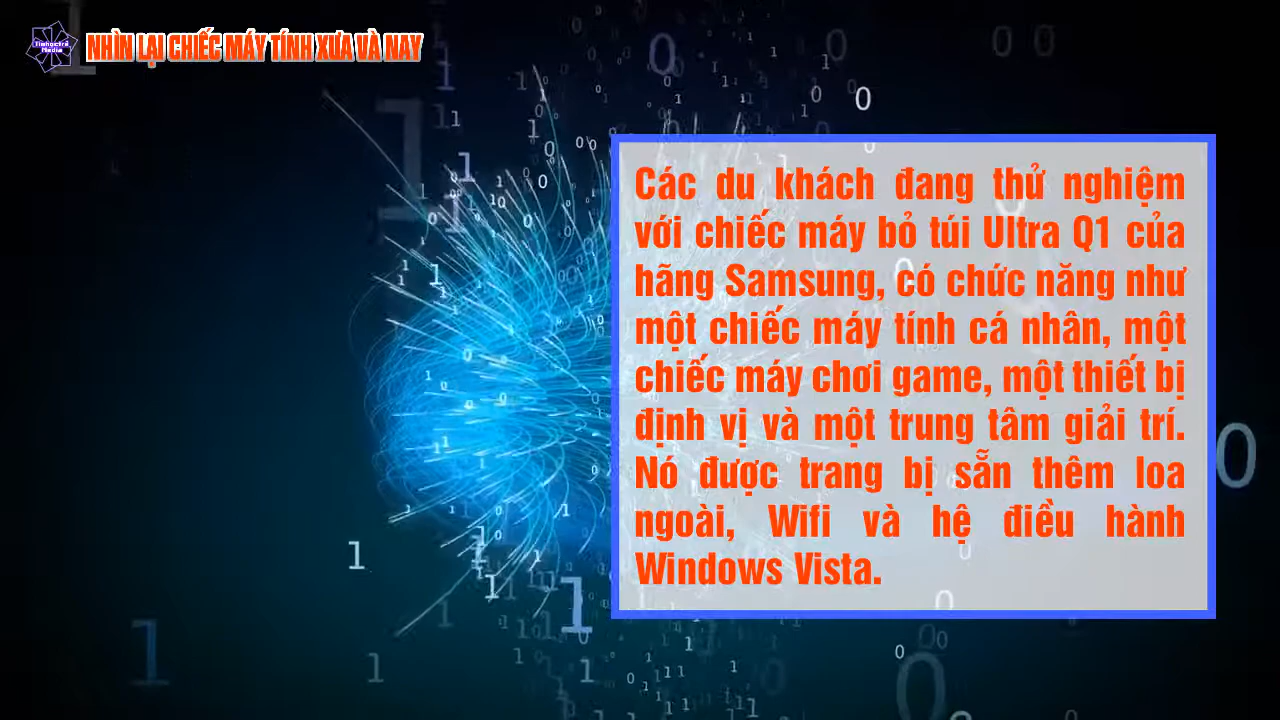 Tinhoctre
Media
NHÌN LẠI CHIẾC MÁY TÍNH XƯA VÀ NAY
Các du khách đang thử nghiệm
với chiếc máy bỏ túi Ultra Q1 của
hãng Samsung, có chức năng như
một chiếc máy tính cá nhân, một
chiếc máy chơi game, một thiết bị
định vị và một trung tâm giải trí.
Nó được trang bị sẵn thêm loa
ngoài, Wifi và hệ điều hành
Windows Vista.